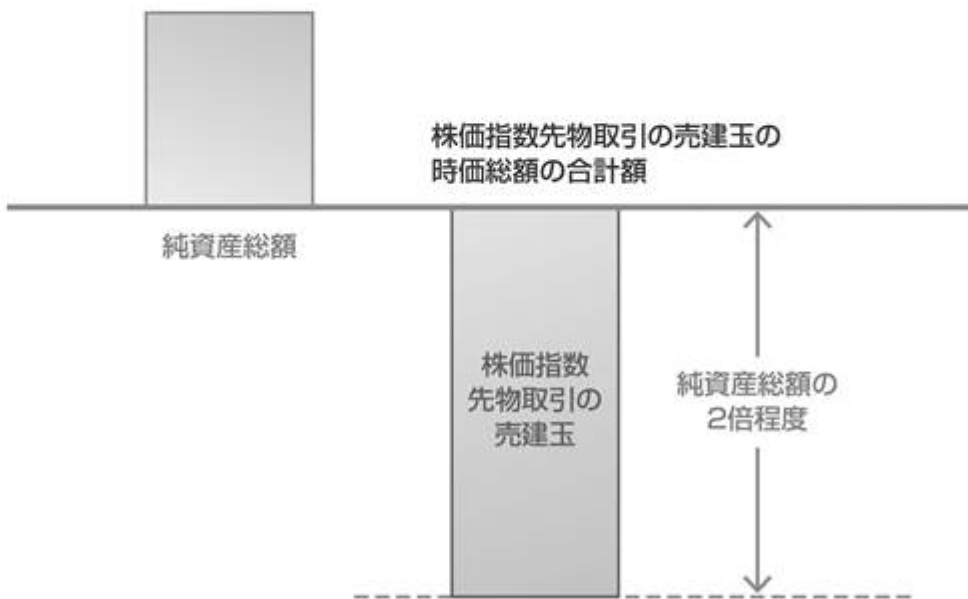 株価指数先物取引の売建玉の
時価総額の合計額
純資産総額
株価指数
先物取引の
売建玉
純資産総額の
2倍程度